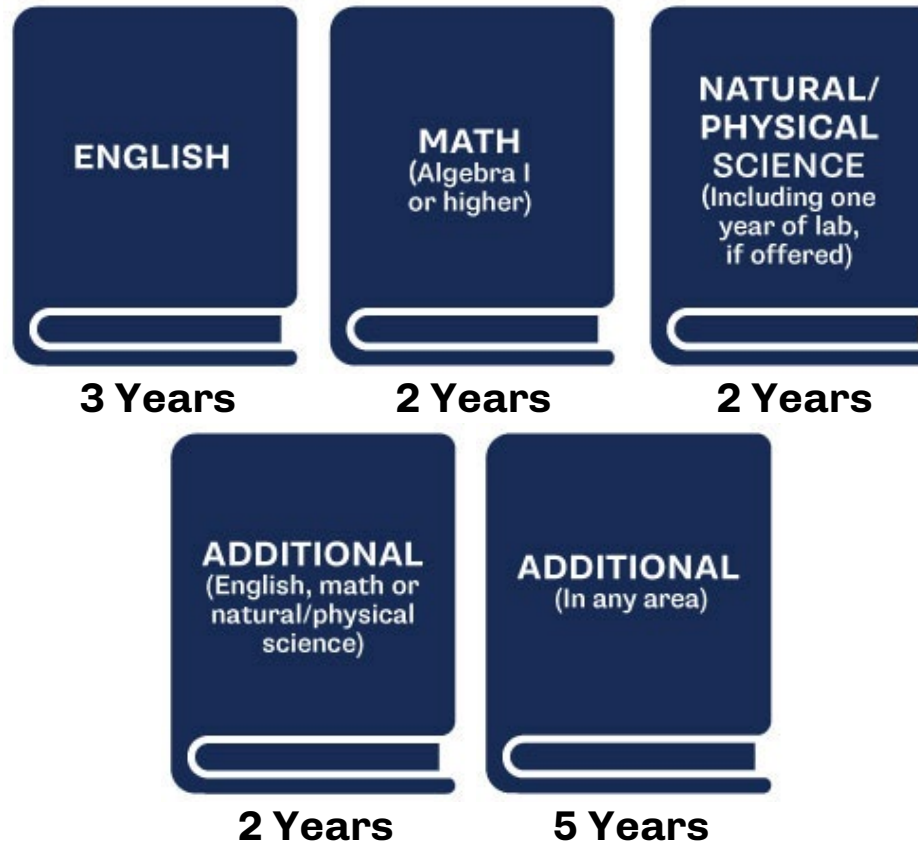 ENGLISH
MATH
(Algebra I
or higher)
NATURAL/
PHYSICAL
SCIENCE
(Including one
year of lab,
if offered)
3 Years
2 Years
2 Years
ADDITIONAL
(English, math or
natural/physical
science)
ADDITIONAL
(In any area)
2 Years
5 Years